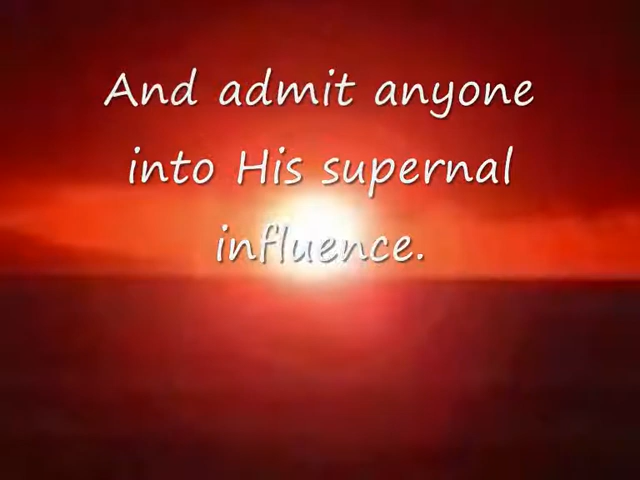 And admit anyone
into His supernal
influence.